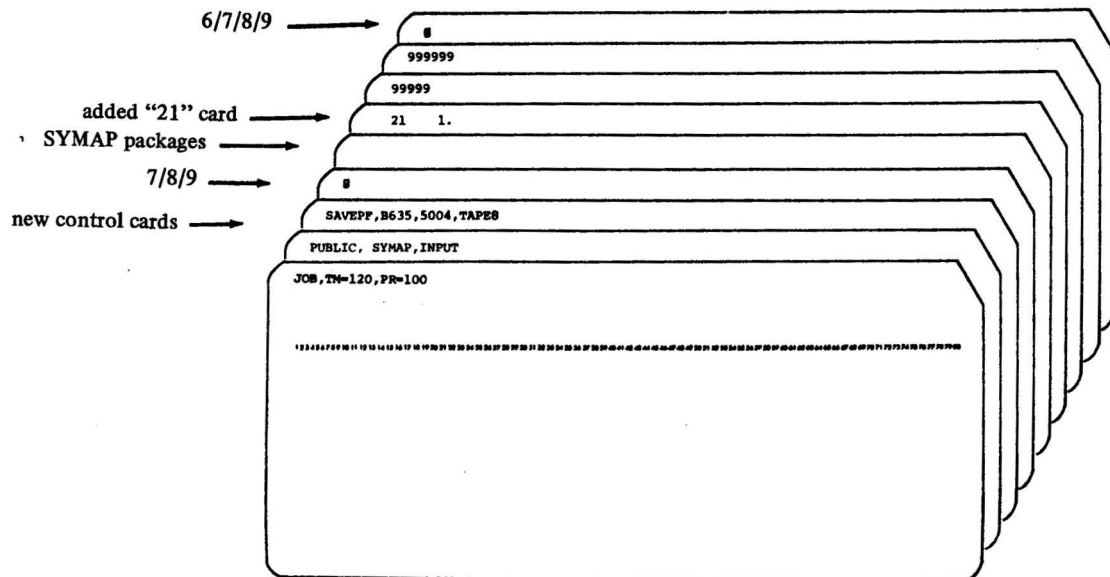 6/7/8/9
999999
99999
added “21” card
21 1.
SYMAP packages
7/8/9
SAVEPF,B635,5004,TAPE8
new control cards
PUBLIC, SYMAP,INPUT
JOB,TM=120,PR=100